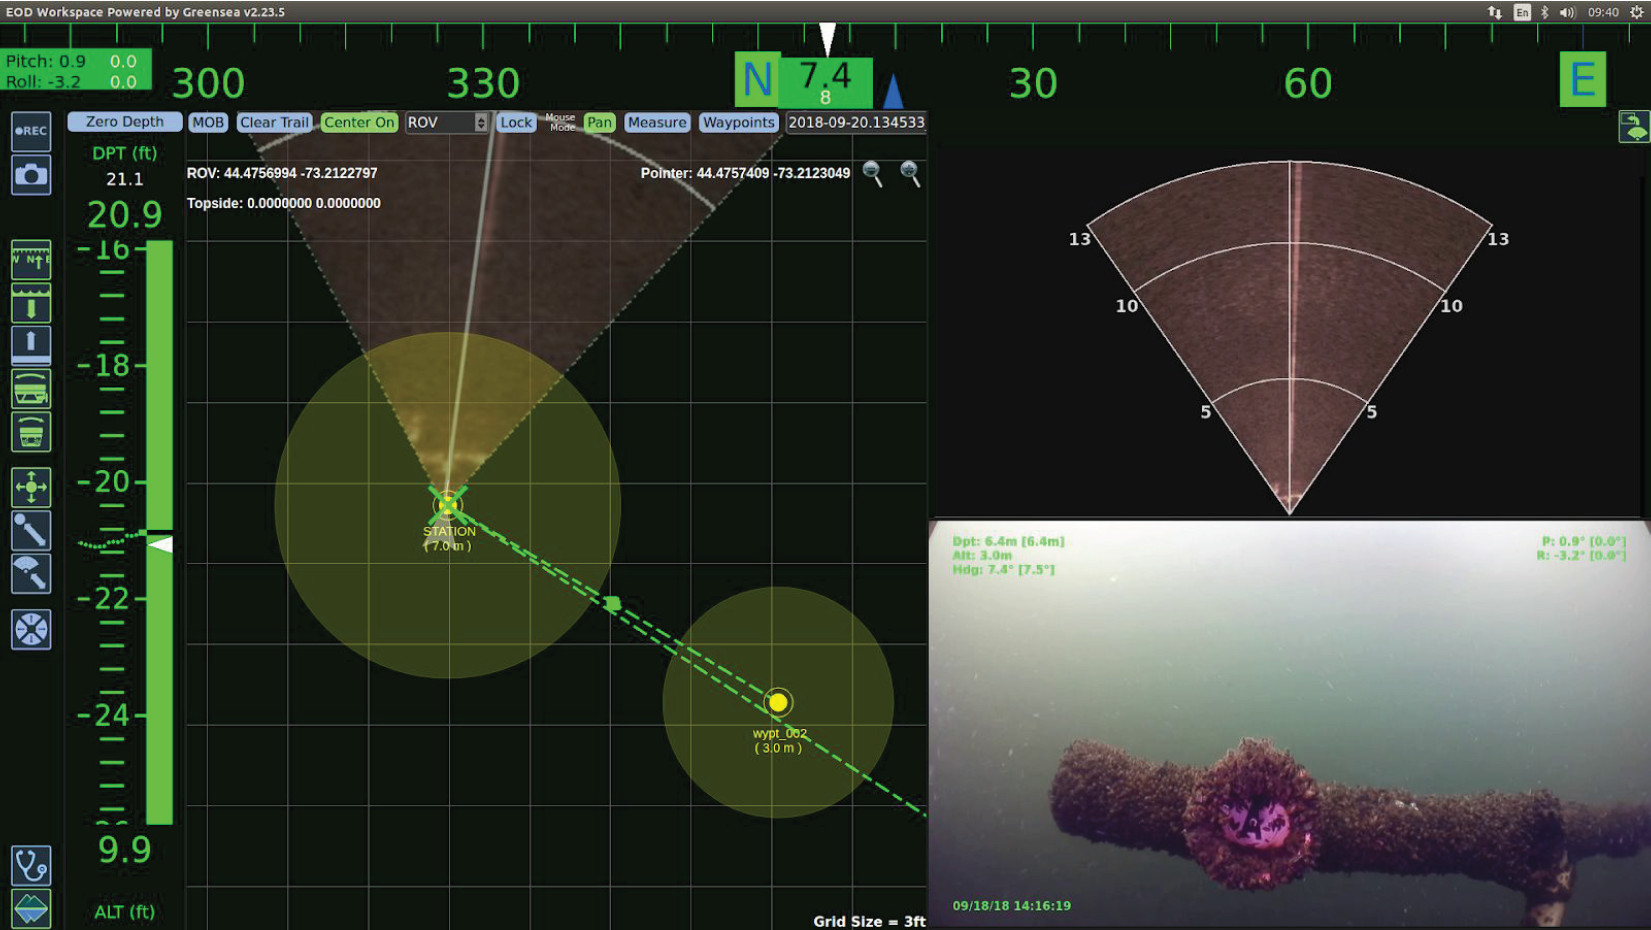 EOD Workspace Powered by Greensea v2.23.5
En 09:40
Pitch: 0.9 0.0
Roll: -3.2 0.0
300 330 N 7.4 30 60 E
8
REC
Zero Depth MOB Clear Trail Center On ROV Lock Mouse Mode Pan Measure Waypoints 2018-09-20.134533
DPT (ft)
21.1
20.9
ROV: 44.4756994 -73.2122797
Pointer: 44.4757409 -73.2123049
Topside: 0.0000000 0.0000000
W N E
-16
-18
-20
-22
-24
9.9
ALT (ft)
STATION
( 7.0 m )
wypt_002
( 3.0 m )
Grid Size = 3ft
13 13
10 10
5 5
Dpt: 6.4m [6.4m]
Alt: 3.0m
Hdg: 7.4° [7.5°]
P: 0.9° [0.0°]
R: -3.2° [0.0°]
09/18/18 14:16:19